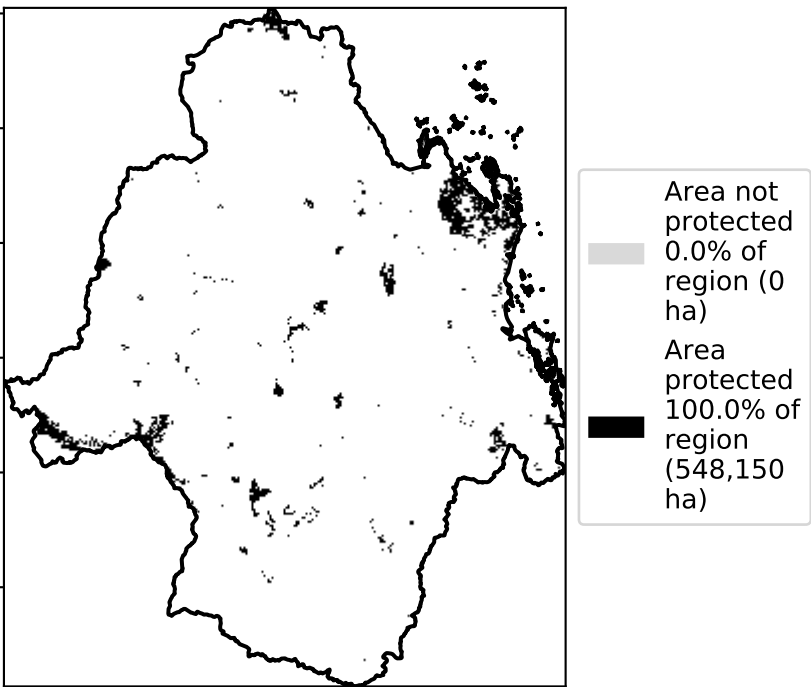 Area not
protected
0.0% of
region (0
ha)
Area
protected
100.0% of
region
(548,150
ha)